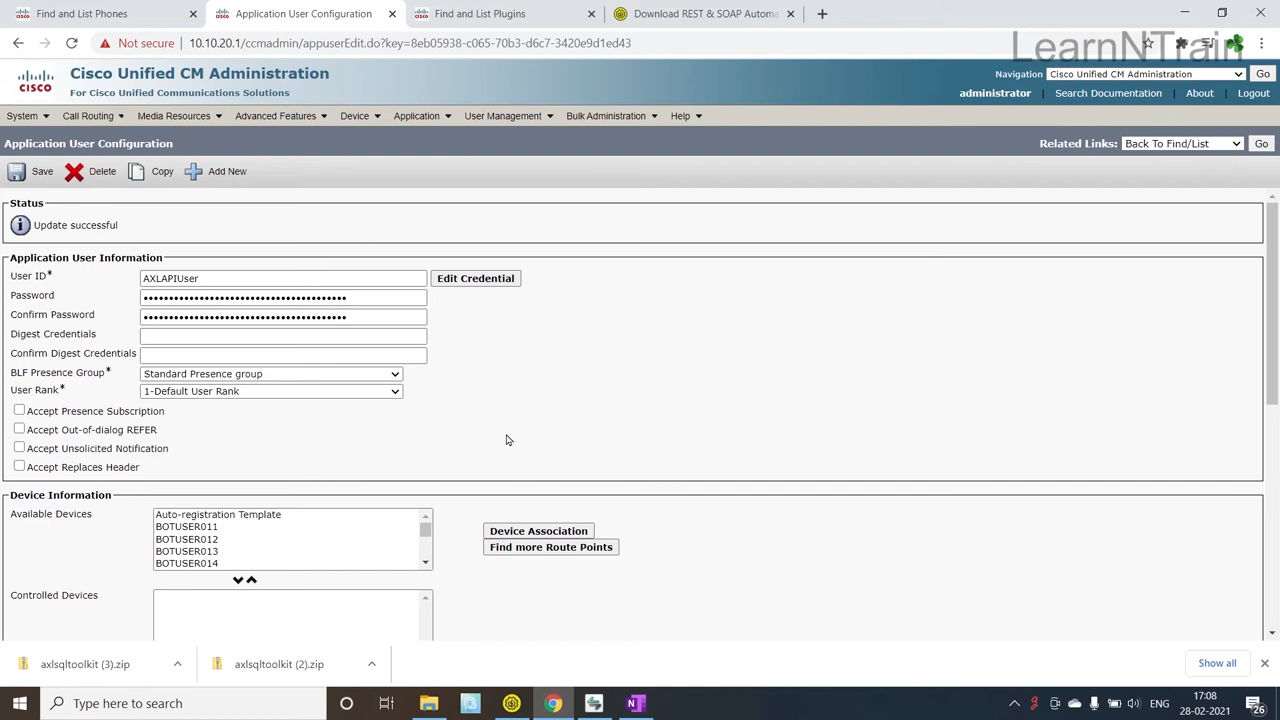 Find and List Phones
Application User Configuration
Find and List Plugins
Download REST & SOAP Automa
Not secure
10.10.20.1/ccmadmin/appuserEdit.do?key=8eb05938-c065-70b3-d6c7-3420e9d1ed43
LearnNTrain
CISCO
Cisco Unified CM Administration
For Cisco Unified Communications Solutions
Navigation Cisco Unified CM Administration Go
administrator Search Documentation About Logout
System Call Routing Media Resources Advanced Features Device Application User Management Bulk Administration Help
Application User Configuration
Related Links: Back To Find/List Go
Save Delete Copy Add New
Status
Update successful
Application User Information
User ID* AXLAPIUser Edit Credential
Password ••••••••••••••••••••••••••••••••••••••••
Confirm Password ••••••••••••••••••••••••••••••••••••••••
Digest Credentials
Confirm Digest Credentials
BLF Presence Group* Standard Presence group
User Rank* 1-Default User Rank
Accept Presence Subscription
Accept Out-of-dialog REFER
Accept Unsolicited Notification
Accept Replaces Header
Device Information
Available Devices
Auto-registration Template
BOTUSER011
BOTUSER012
BOTUSER013
BOTUSER014
Device Association
Find more Route Points
Controlled Devices
axlsqltoolkit (3).zip
axlsqltoolkit (2).zip
Show all
Type here to search
ENG
17:08
28-02-2021
26